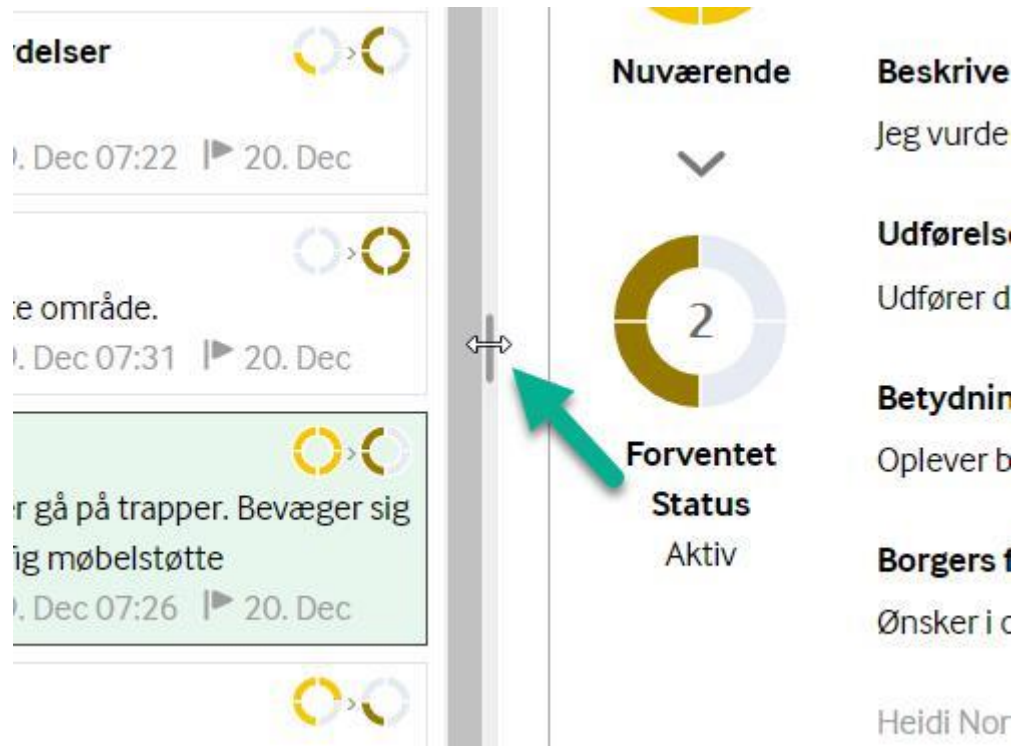 rdelser
. Dec 07:22 20. Dec
te område.
. Dec 07:31 20. Dec
er gå på trapper. Bevæger sig
fig møbelstøtte
. Dec 07:26 20. Dec
Nuværende
2
Forventet
Status
Aktiv
Beskrive
Jeg vurde
Udførels
Udfører d
Betydnin
Oplever b
Borgers f
Ønsker i
Heidi Nor